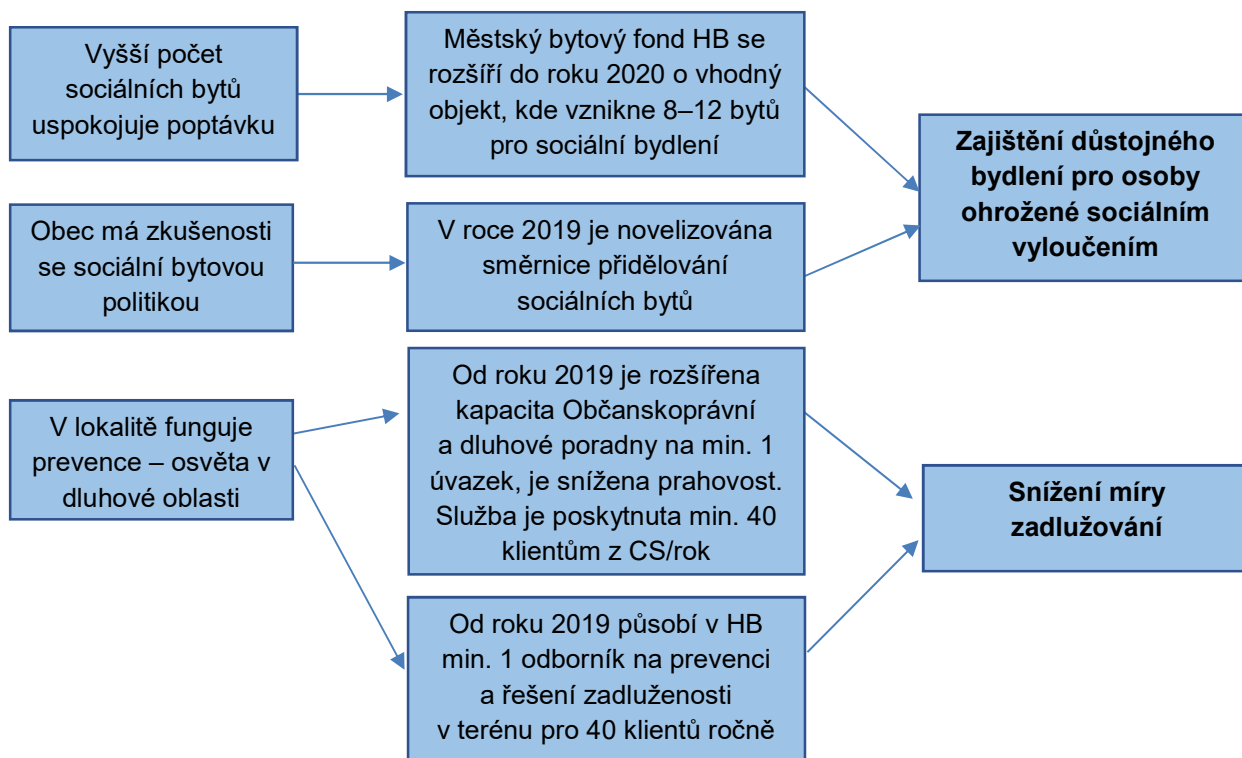 Vyšší počet
sociálních bytů
uspokojuje poptávku
Městský bytový fond HB se
rozšíří do roku 2020 o vhodný
objekt, kde vznikne 8–12 bytů
pro sociální bydlení
Zajištění důstojného
bydlení pro osoby
ohrožené sociálním
vyloučením
Obec má zkušenosti
se sociální bytovou
politikou
V roce 2019 je novelizována
směrnice přidělování
sociálních bytů
V lokalitě funguje
prevence – osvěta v
dluhové oblasti
Od roku 2019 je rozšířena
kapacita Občanskoprávní
a dluhové poradny na min. 1
úvazek, je snížena prahovost.
Služba je poskytnuta min. 40
klientům z CS/rok
Snížení míry
zadlužování
Od roku 2019 působí v HB
min. 1 odborník na prevenci
a řešení zadluženosti
v terénu pro 40 klientů ročně